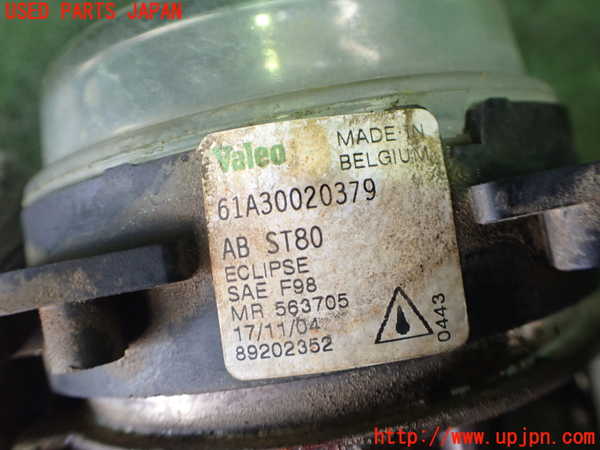 USED PARTS JAPAN
Valeo
MADE IN
BELGIUM
61A30020379
AB ST80
ECLIPSE
SAE F98
MR 563705
17/11/04
89202352
0443
http://www.upjpn.com/